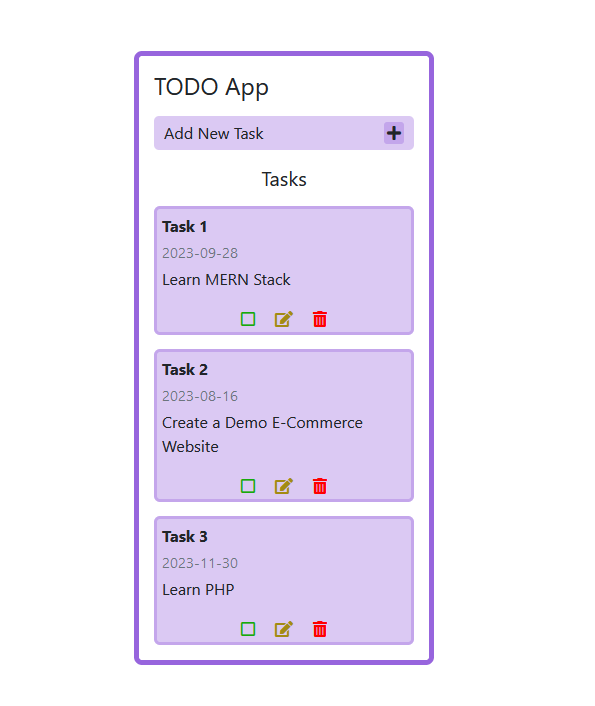 TODO App
Add New Task
Tasks
Task 1
2023-09-28
Learn MERN Stack
Task 2
2023-08-16
Create a Demo E-Commerce
Website
Task 3
2023-11-30
Learn PHP